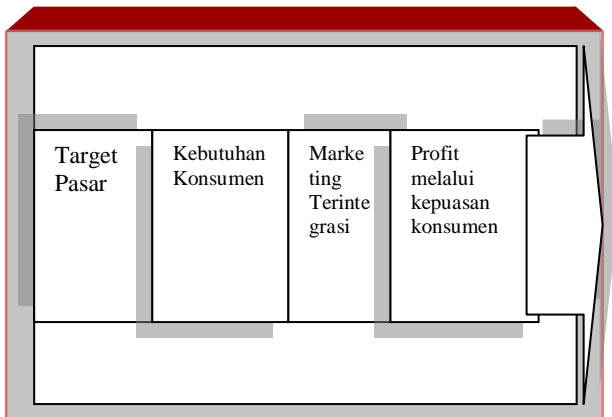 Target
Pasar
Kebutuhan
Konsumen
Marke
ting
Terinte
grasi
Profit
melalui
kepuasan
konsumen